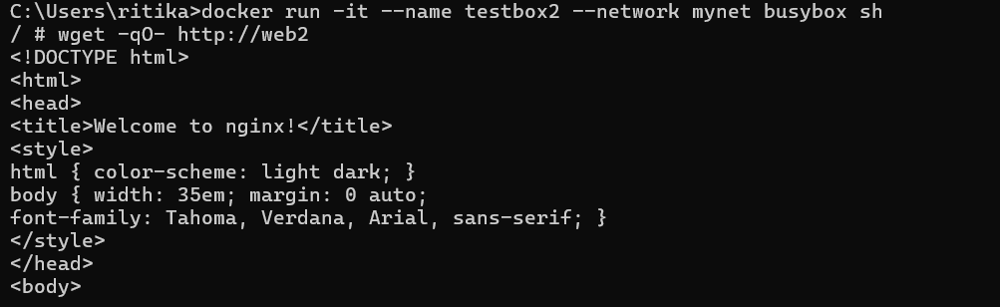 C:\Users\ritika>docker run -it --name testbox2 --network mynet busybox sh
/ # wget -qO- http://web2
<!DOCTYPE html>
<html>
<head>
<title>Welcome to nginx!</title>
<style>
html { color-scheme: light dark; }
body { width: 35em; margin: 0 auto;
font-family: Tahoma, Verdana, Arial, sans-serif; }
</style>
</head>
<body>